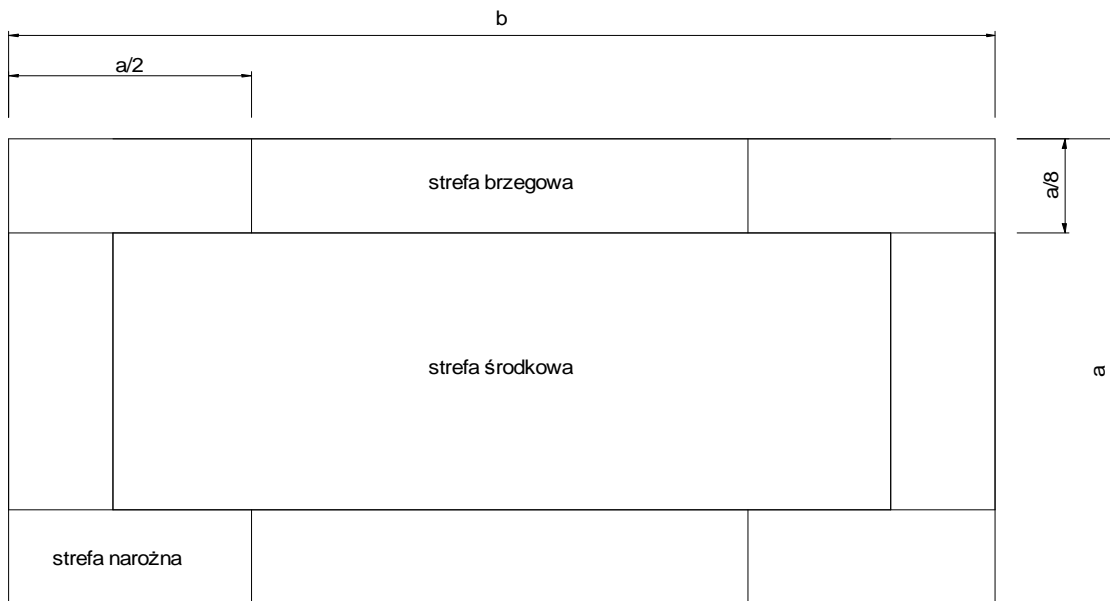 b
a/2
strefa brzegowa
a/8
strefa środkowa
a
strefa narożna